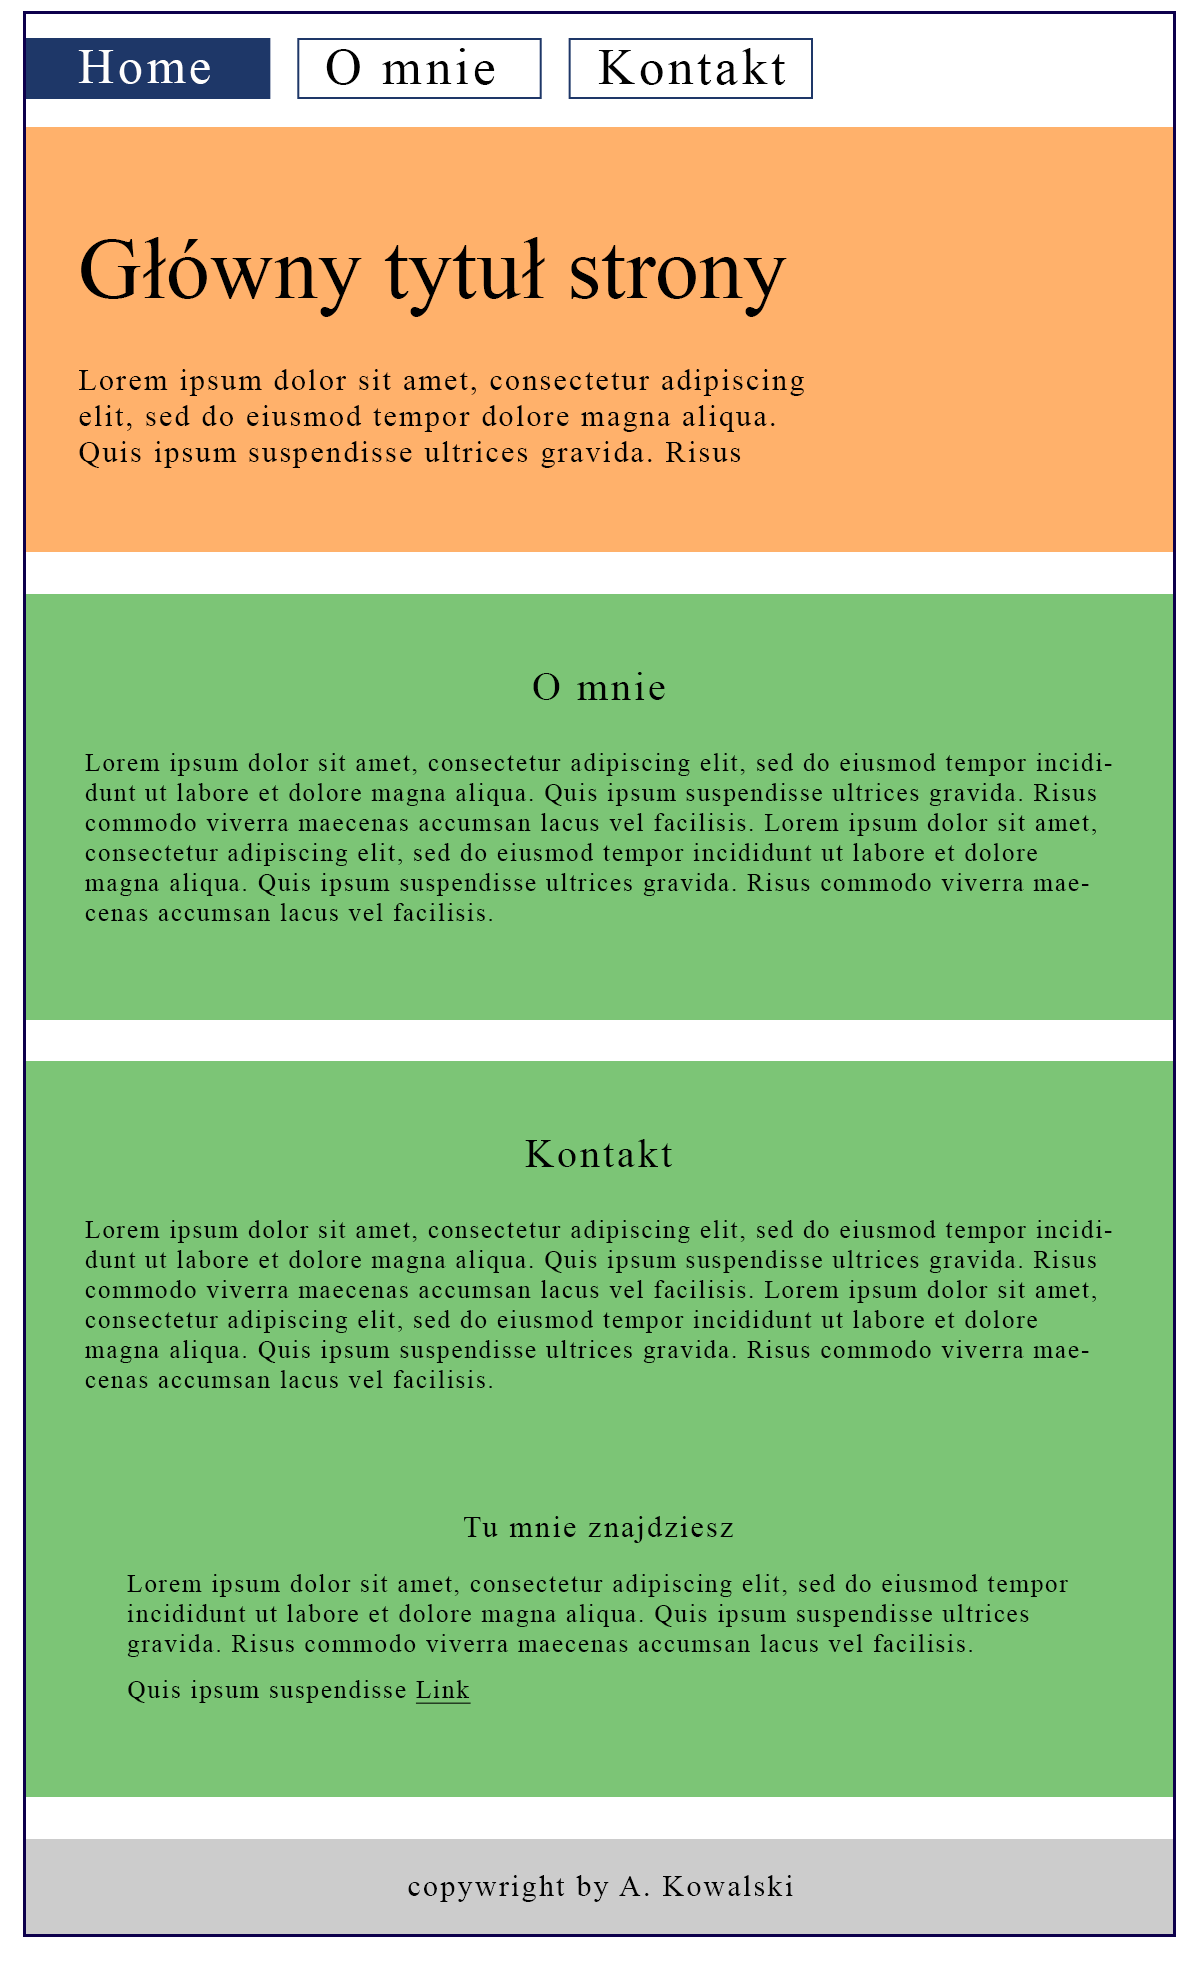 Home O mnie Kontakt
Główny tytuł strony
Lorem ipsum dolor sit amet, consectetur adipiscing
elit, sed do eiusmod tempor dolore magna aliqua.
Quis ipsum suspendisse ultrices gravida. Risus
O mnie
Lorem ipsum dolor sit amet, consectetur adipiscing elit, sed do eiusmod tempor incidi-
dunt ut labore et dolore magna aliqua. Quis ipsum suspendisse ultrices gravida. Risus
commodo viverra maecenas accumsan lacus vel facilisis. Lorem ipsum dolor sit amet,
consectetur adipiscing elit, sed do eiusmod tempor incididunt ut labore et dolore
magna aliqua. Quis ipsum suspendisse ultrices gravida. Risus commodo viverra mae-
cenas accumsan lacus vel facilisis.
Kontakt
Lorem ipsum dolor sit amet, consectetur adipiscing elit, sed do eiusmod tempor incidi-
dunt ut labore et dolore magna aliqua. Quis ipsum suspendisse ultrices gravida. Risus
commodo viverra maecenas accumsan lacus vel facilisis. Lorem ipsum dolor sit amet,
consectetur adipiscing elit, sed do eiusmod tempor incididunt ut labore et dolore
magna aliqua. Quis ipsum suspendisse ultrices gravida. Risus commodo viverra mae-
cenas accumsan lacus vel facilisis.
Tu mnie znajdziesz
Lorem ipsum dolor sit amet, consectetur adipiscing elit, sed do eiusmod tempor
incididunt ut labore et dolore magna aliqua. Quis ipsum suspendisse ultrices
gravida. Risus commodo viverra maecenas accumsan lacus vel facilisis.
Quis ipsum suspendisse Link
copywright by A. Kowalski